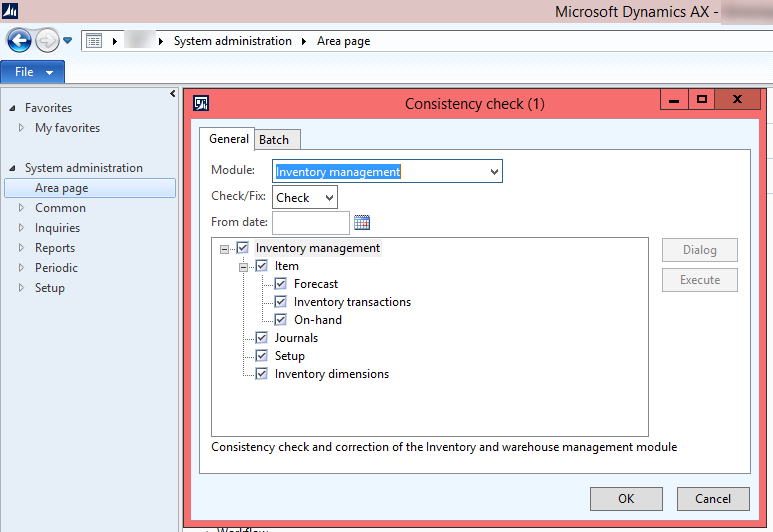 Microsoft Dynamics AX -
System administration Area page
File
Favorites
My favorites
System administration
Area page
Common
Inquiries
Reports
Periodic
Setup
Consistency check (1)
General Batch
Module: Inventory management
Check/Fix: Check
From date:
Inventory management
Item
Forecast
Inventory transactions
On-hand
Journals
Setup
Inventory dimensions
Dialog
Execute
Consistency check and correction of the Inventory and warehouse management module
OK Cancel